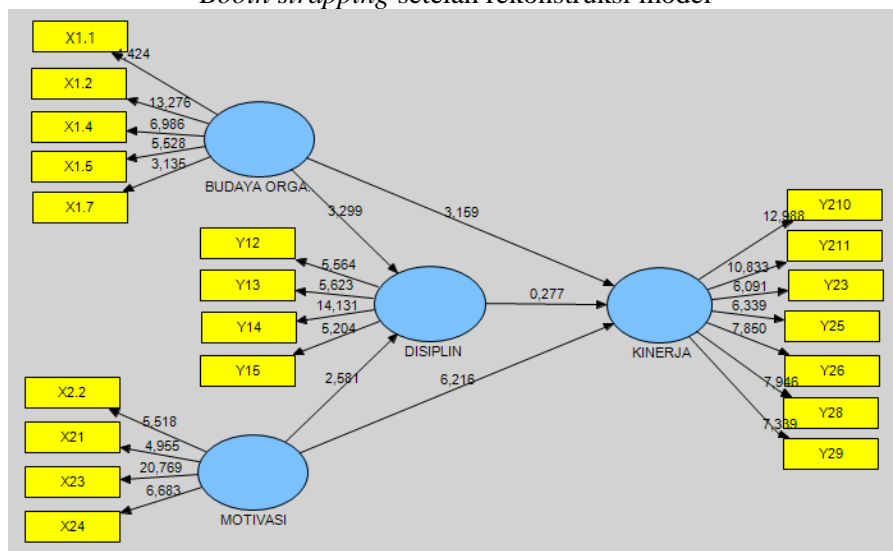 Bootin strapping setelah rekonstruksi model
X1.1
4,424
X1.2
13,276
X1.4
6,986
X1.5
5,528
X1.7
3,135
BUDAYA ORGA.
3,299
3,159
Y12
5,564
Y13
5,623
Y14
14,131
Y15
5,204
DISIPLIN
0,277
2,581
6,216
Y210
12,988
Y211
10,833
Y23
6,091
Y25
6,339
Y26
7,850
Y28
7,946
Y29
7,339
KINERJA
X2.2
5,518
X21
4,955
X23
20,769
X24
6,683
MOTIVASI